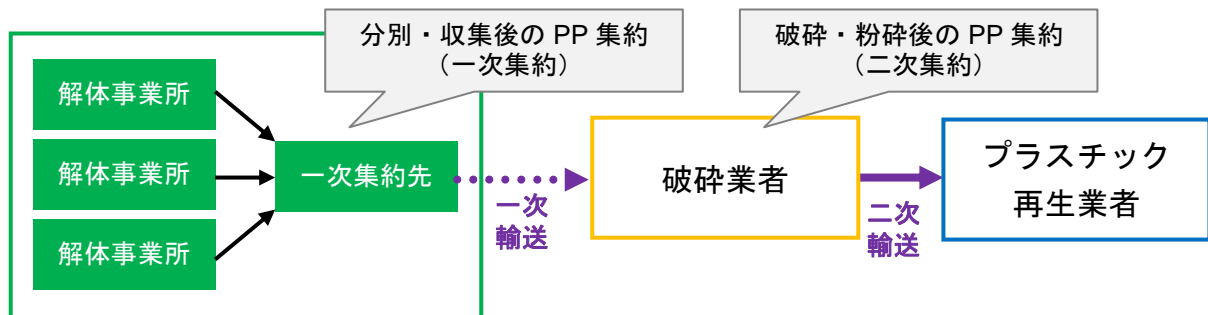 分別・収集後の PP 集約
（一次集約）
破砕・粉砕後の PP 集約
（二次集約）
解体事業所
解体事業所
解体事業所
一次集約先
一次
輸送
破砕業者
二次
輸送
プラスチック
再生業者